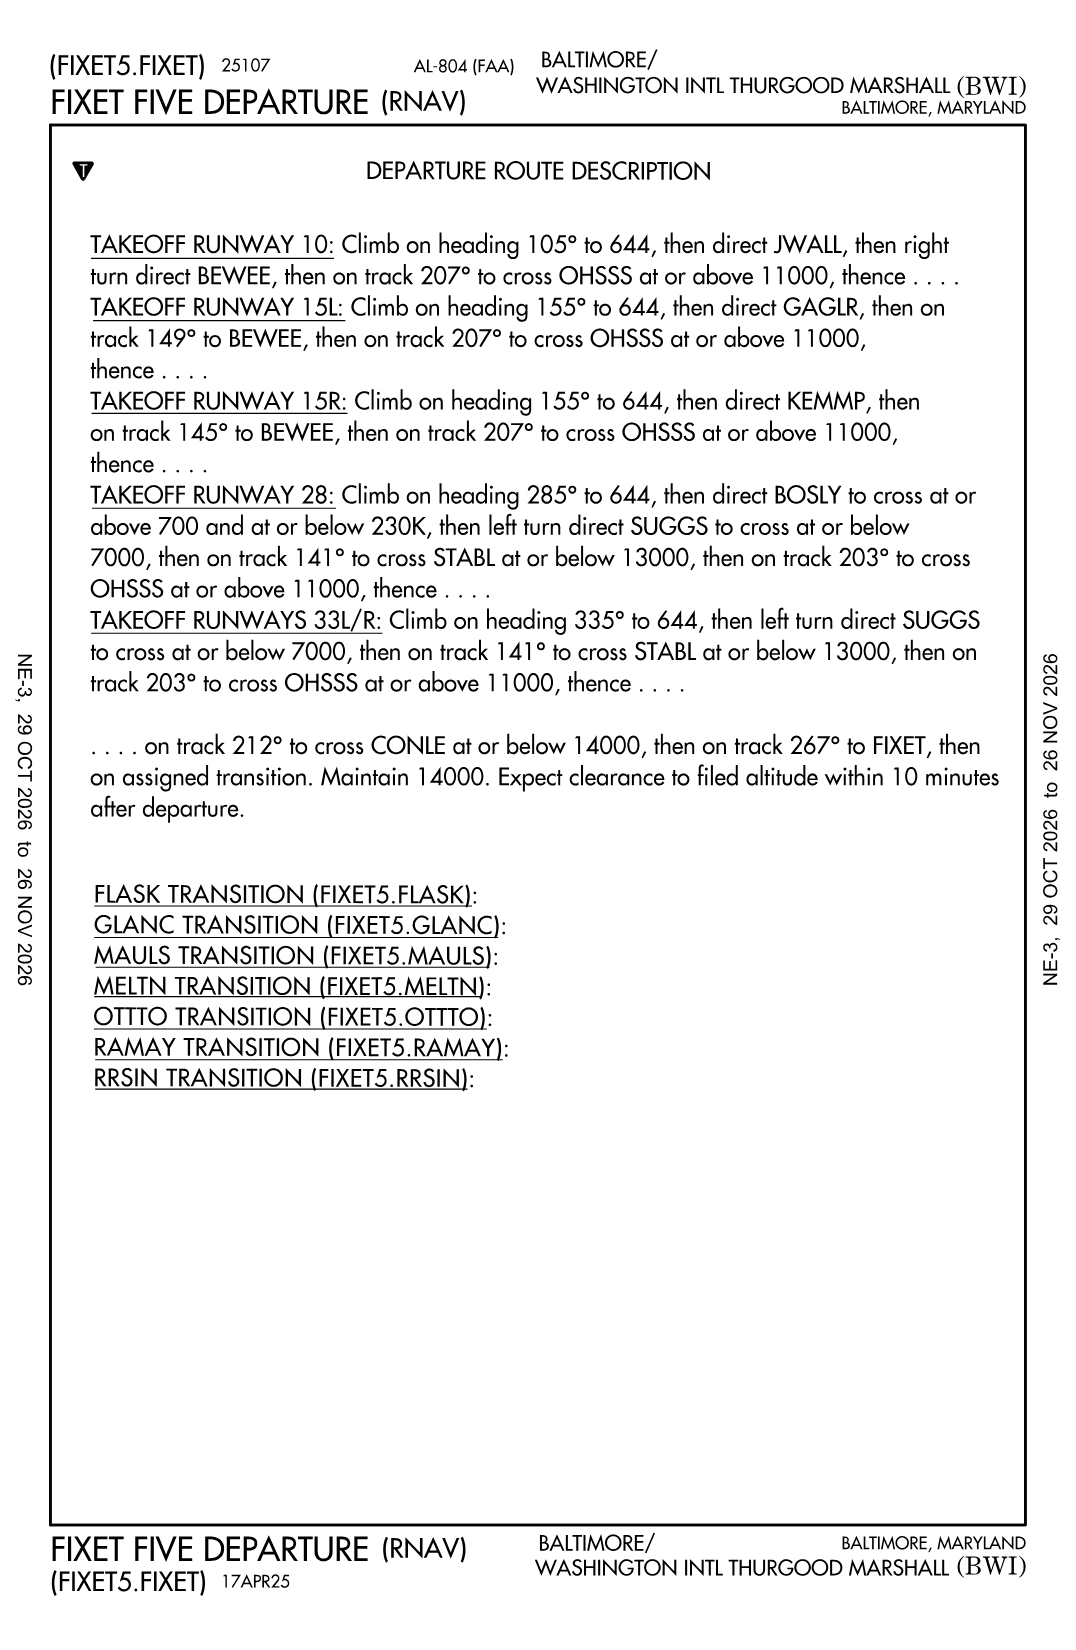 (FIXET5.FIXET) 25107
FIXET FIVE DEPARTURE (RNAV)
AL-804 (FAA)
BALTIMORE/
WASHINGTON INTL THURGOOD MARSHALL (BWI)
BALTIMORE, MARYLAND
T
DEPARTURE ROUTE DESCRIPTION
TAKEOFF RUNWAY 10: Climb on heading 105° to 644, then direct JWALL, then right
turn direct BEWEE, then on track 207° to cross OHSSS at or above 11000, thence . . . .
TAKEOFF RUNWAY 15L: Climb on heading 155° to 644, then direct GAGLR, then on
track 149° to BEWEE, then on track 207° to cross OHSSS at or above 11000,
thence . . . .
TAKEOFF RUNWAY 15R: Climb on heading 155° to 644, then direct KEMMP, then
on track 145° to BEWEE, then on track 207° to cross OHSSS at or above 11000,
thence . . . .
TAKEOFF RUNWAY 28: Climb on heading 285° to 644, then direct BOSLY to cross at or
above 700 and at or below 230K, then left turn direct SUGGS to cross at or below
7000, then on track 141° to cross STABL at or below 13000, then on track 203° to cross
OHSSS at or above 11000, thence . . . .
TAKEOFF RUNWAYS 33L/R: Climb on heading 335° to 644, then left turn direct SUGGS
to cross at or below 7000, then on track 141° to cross STABL at or below 13000, then on
track 203° to cross OHSSS at or above 11000, thence . . . .
. . . . on track 212° to cross CONLE at or below 14000, then on track 267° to FIXET, then
on assigned transition. Maintain 14000. Expect clearance to filed altitude within 10 minutes
after departure.
FLASK TRANSITION (FIXET5.FLASK):
GLANC TRANSITION (FIXET5.GLANC):
MAULS TRANSITION (FIXET5.MAULS):
MELTN TRANSITION (FIXET5.MELTN):
OTTTO TRANSITION (FIXET5.OTTTO):
RAMAY TRANSITION (FIXET5.RAMAY):
RRSIN TRANSITION (FIXET5.RRSIN):
NE-3, 29 OCT 2026 to 26 NOV 2026
NE-3, 29 OCT 2026 to 26 NOV 2026
FIXET FIVE DEPARTURE (RNAV)
(FIXET5.FIXET) 17APR25
BALTIMORE/
WASHINGTON INTL THURGOOD MARSHALL (BWI)
BALTIMORE, MARYLAND